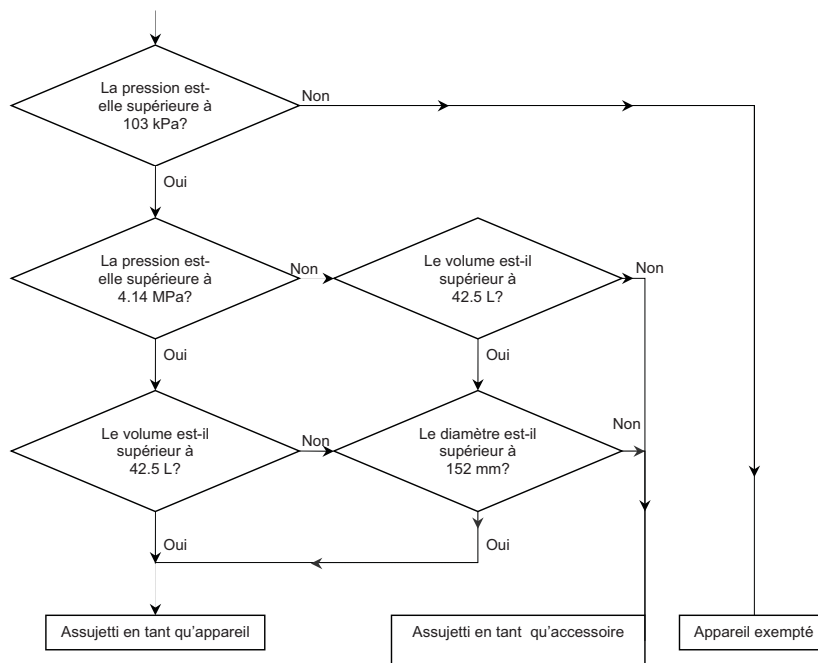 La pression est-
elle supérieure à
103 kPa?
Non
Oui
La pression est-
elle supérieure à
4.14 MPa?
Non
Le volume est-il
supérieur à
42.5 L?
Non
Oui
Oui
Le volume est-il
supérieur à
42.5 L?
Non
Le diamètre est-il
supérieur à
152 mm?
Non
Oui
Oui
Assujetti en tant qu'appareil
Assujetti en tant qu'accessoire
Appareil exempté